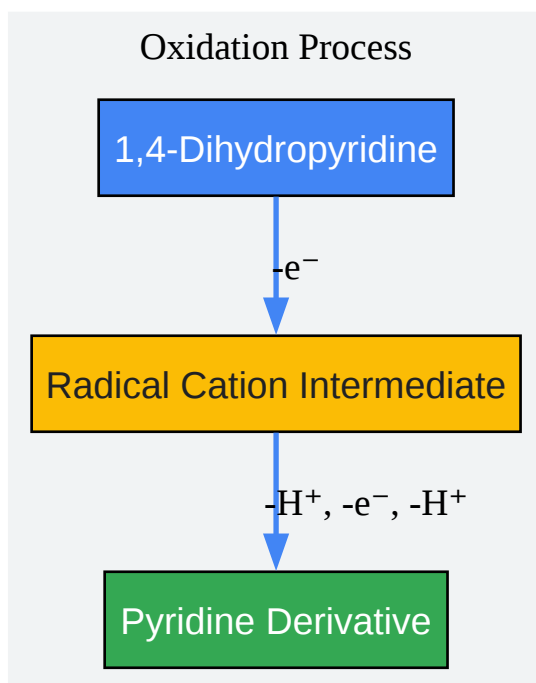 Oxidation Process
1,4-Dihydropyridine
-e⁻
Radical Cation Intermediate
-H⁺, -e⁻, -H⁺
Pyridine Derivative